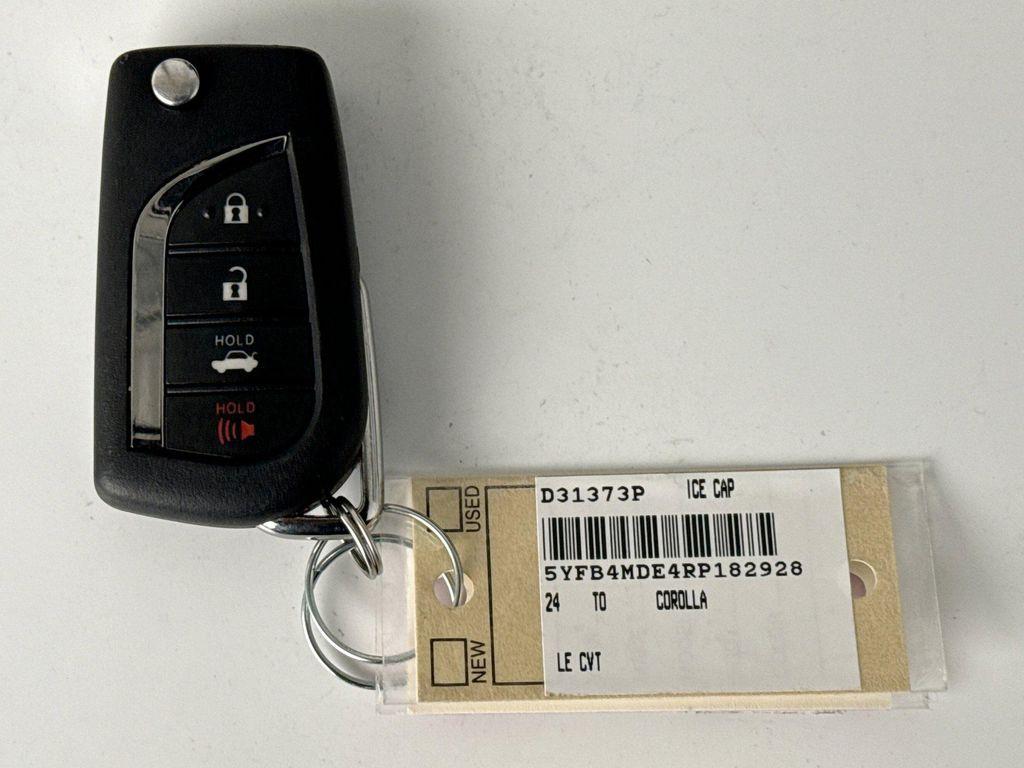 HOLD
HOLD
USED
NEW
D31373P ICE CAP
5YFB4MDE4RP182928
24 TO COROLLA
LE CVT